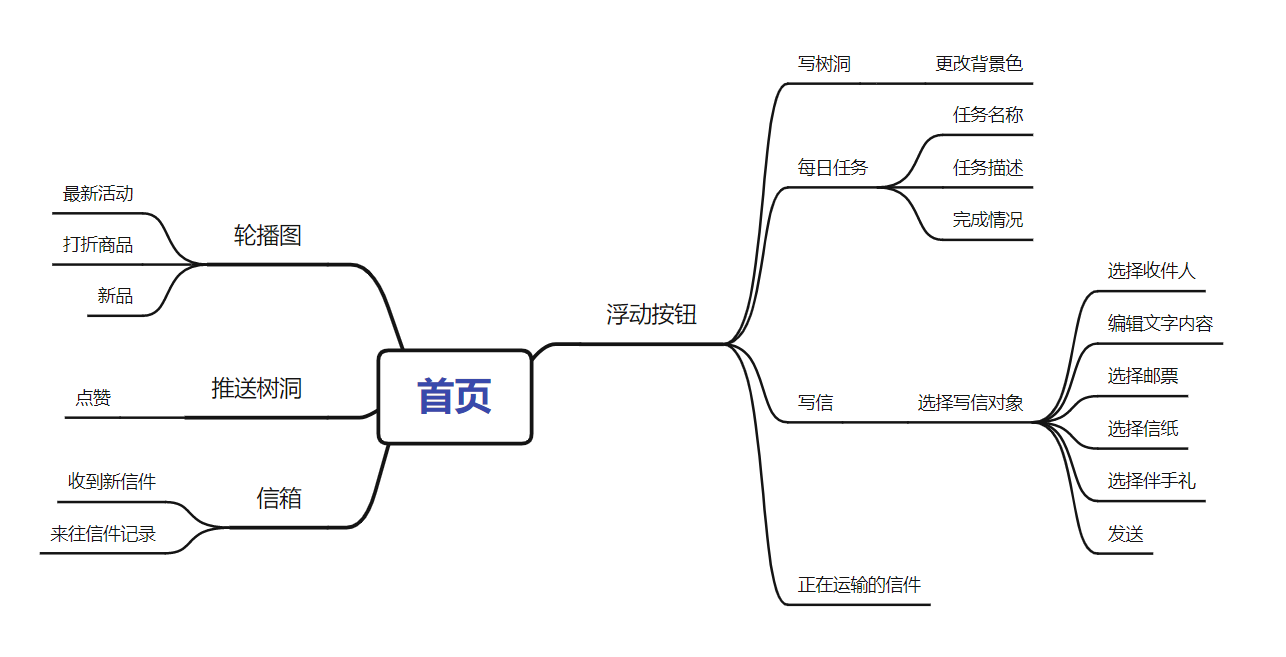 首页
轮播图
最新活动
打折商品
新品
推送树洞
点赞
信箱
收到新信件
来往信件记录
浮动按钮
写树洞
更改背景色
每日任务
任务名称
任务描述
完成情况
写信
选择写信对象
选择收件人
编辑文字内容
选择邮票
选择信纸
选择伴手礼
发送
正在运输的信件